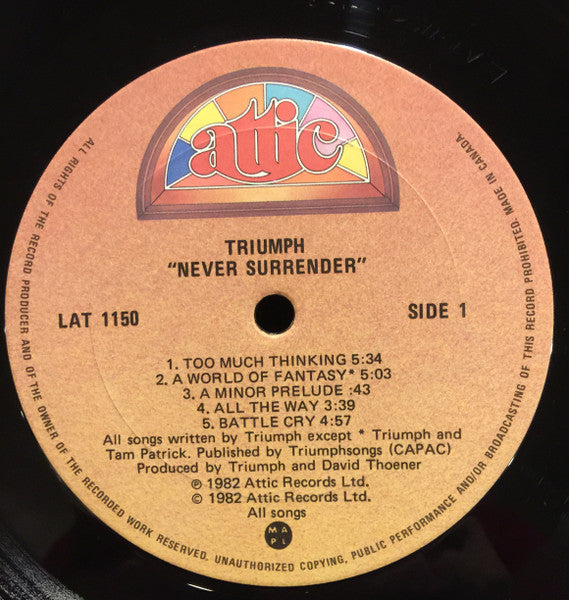 attic
TRIUMPH
"NEVER SURRENDER"
LAT 1150
SIDE 1
1. TOO MUCH THINKING 5:34
2. A WORLD OF FANTASY* 5:03
3. A MINOR PRELUDE :43
4. ALL THE WAY 3:39
5. BATTLE CRY 4:57
All songs written by Triumph except * Triumph and
Tam Patrick. Published by Triumphsongs (CAPAC)
Produced by Triumph and David Thoener
℗ 1982 Attic Records Ltd.
© 1982 Attic Records Ltd.
All songs
M A
P L
ALL RIGHTS OF THE RECORD PRODUCER AND OF THE OWNER OF THE RECORDED WORK RESERVED. UNAUTHORIZED COPYING, PUBLIC PERFORMANCE AND/OR BROADCASTING OF THIS RECORD PROHIBITED. MADE IN CANADA.